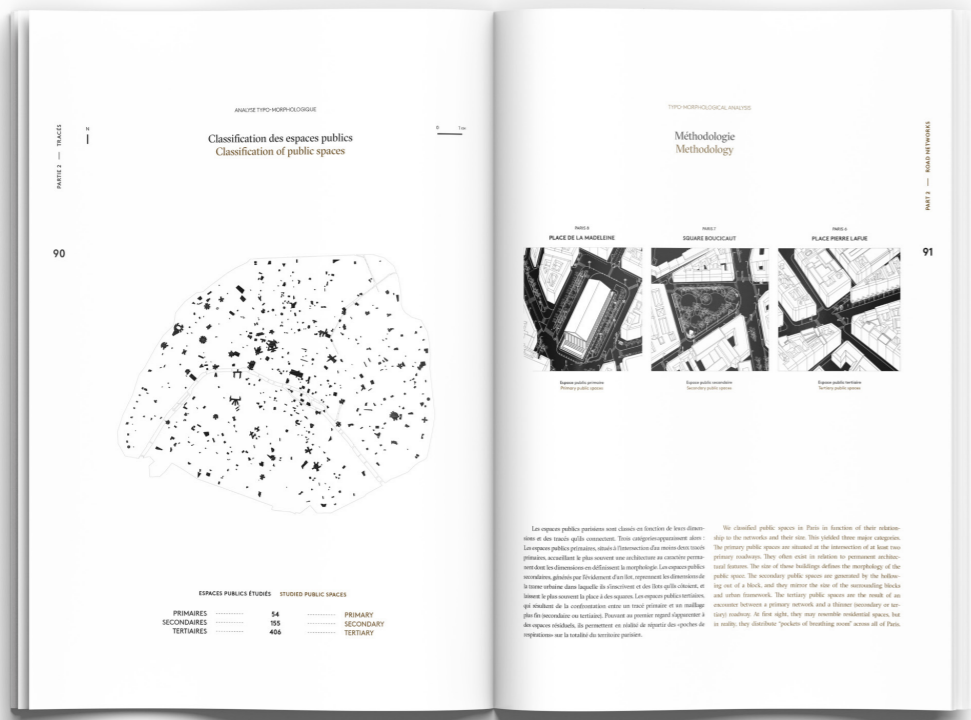 ANALYSE TYPO-MORPHOLOGIQUE
PARTIE 2 — TRACÉS
N
0 1 km
Classification des espaces publics
Classification of public spaces
90
ESPACES PUBLICS ÉTUDIÉS STUDIED PUBLIC SPACES
PRIMAIRES 54 PRIMARY
SECONDAIRES 155 SECONDARY
TERTIAIRES 406 TERTIARY
TYPO-MORPHOLOGICAL ANALYSIS
PART 2 — ROAD NETWORKS
Méthodologie
Methodology
91
PARIS 8
PLACE DE LA MADELEINE
PARIS 7
SQUARE BOUCICAUT
PLACE PIERRE LAFUE
Espace public primaire
Primary public spaces
Espace public secondaire
Secondary public spaces
Espace public tertiaire
Tertiary public spaces
Les espaces publics parisiens sont classés en fonction de leurs dimen-
sions et des tracés qu'ils connectent. Trois catégories apparaissent alors :
Les espaces publics primaires, situés à l'intersection d'au moins deux tracés
primaires, accueillant le plus souvent une architecture au caractère perma-
nent dont les dimensions en définissent la morphologie. Les espaces publics
secondaires, générés par l'évidement d'un îlot, reprennent les dimensions de
la trame urbaine dans laquelle ils s'inscrivent et des îlots qu'ils côtoient, et
laissent le plus souvent la place à des squares. Les espaces publics tertiaires,
qui résultent de la confrontation entre un tracé primaire et un maillage
plus fin (secondaire ou tertiaire). Pouvant au premier regard s'apparenter à
des espaces résiduels, ils permettent en réalité de répartir des «poches de
respirations» sur la totalité du territoire parisien.
We classified public spaces in Paris in function of their relation-
ship to the networks and their size. This yielded three major categories.
The primary public spaces are situated at the intersection of at least two
primary roadways. They often exist in relation to permanent architec-
tural features. The size of these buildings defines the morphology of the
public space. The secondary public spaces are generated by the hollow-
ing out of a block, and they mirror the size of the surrounding blocks
and urban framework. The tertiary public spaces are the result of an
encounter between a primary network and a thinner (secondary or ter-
tiary) roadway. At first sight, they may resemble residential spaces, but
in reality, they distribute "pockets of breathing room" across all of Paris.